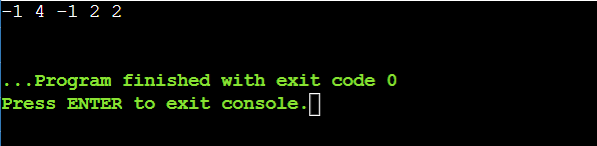 -1 4 -1 2 2
...Program finished with exit code 0
Press ENTER to exit console.